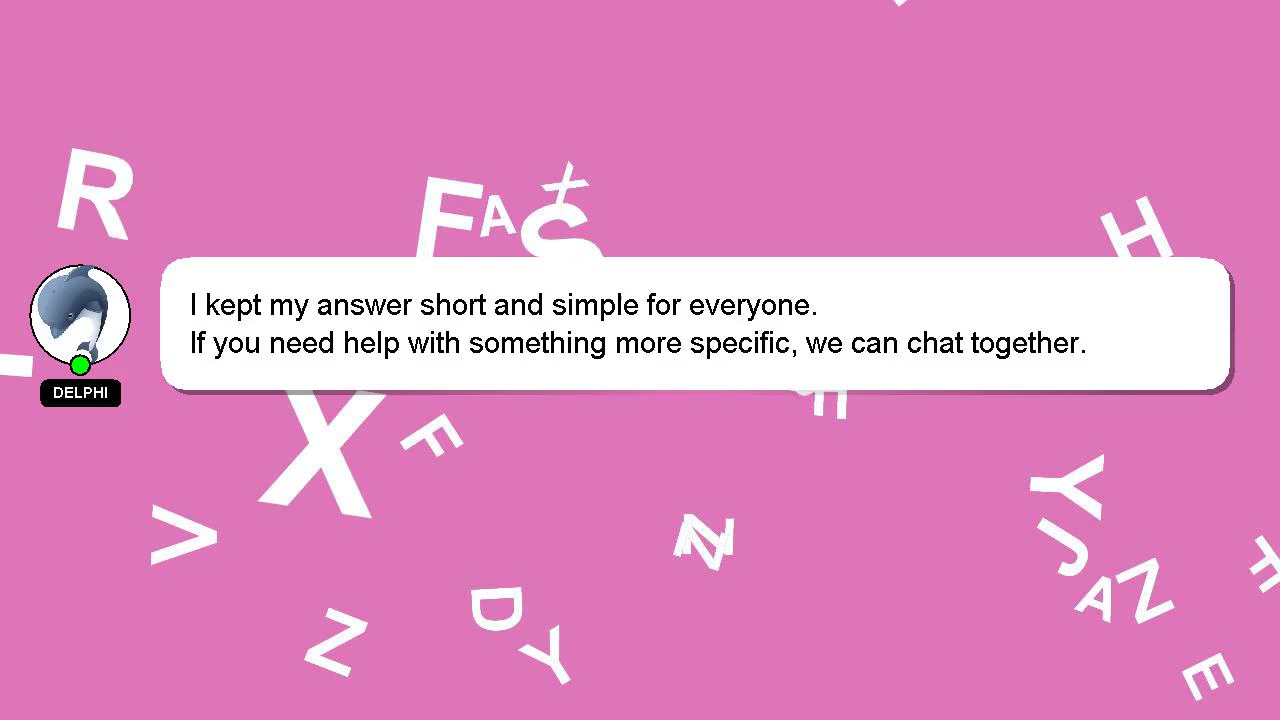 R
F A S
H
I kept my answer short and simple for everyone.
If you need help with something more specific, we can chat together.
DELPHI
X
F
Y
V
N
J
D
A
N
Y
N
E